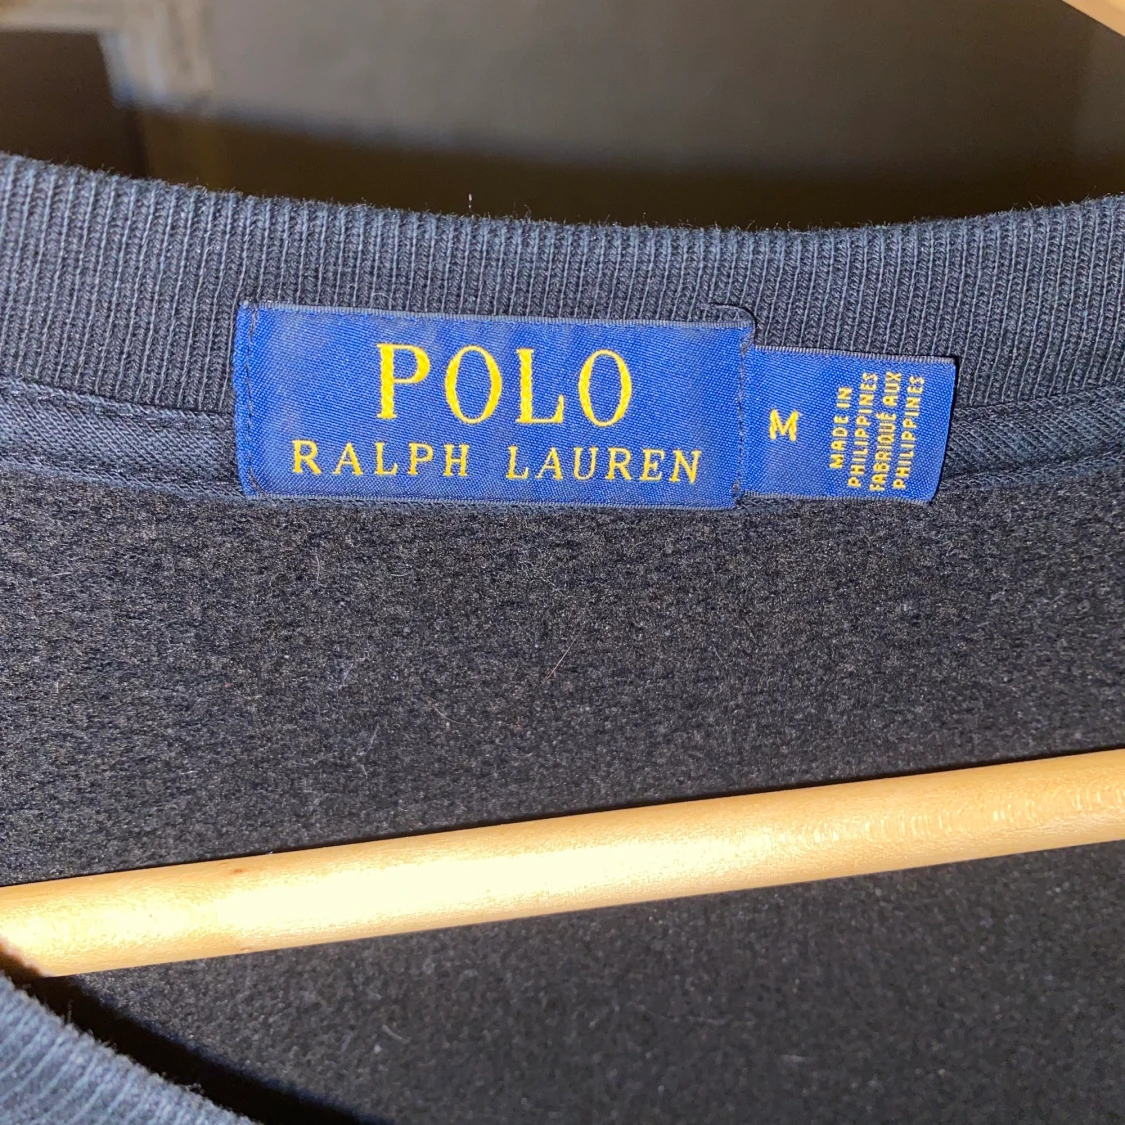 POLO
RALPH LAUREN
M
MADE IN
PHILIPPINES
FABRIQUÉ AUX
PHILIPPINES